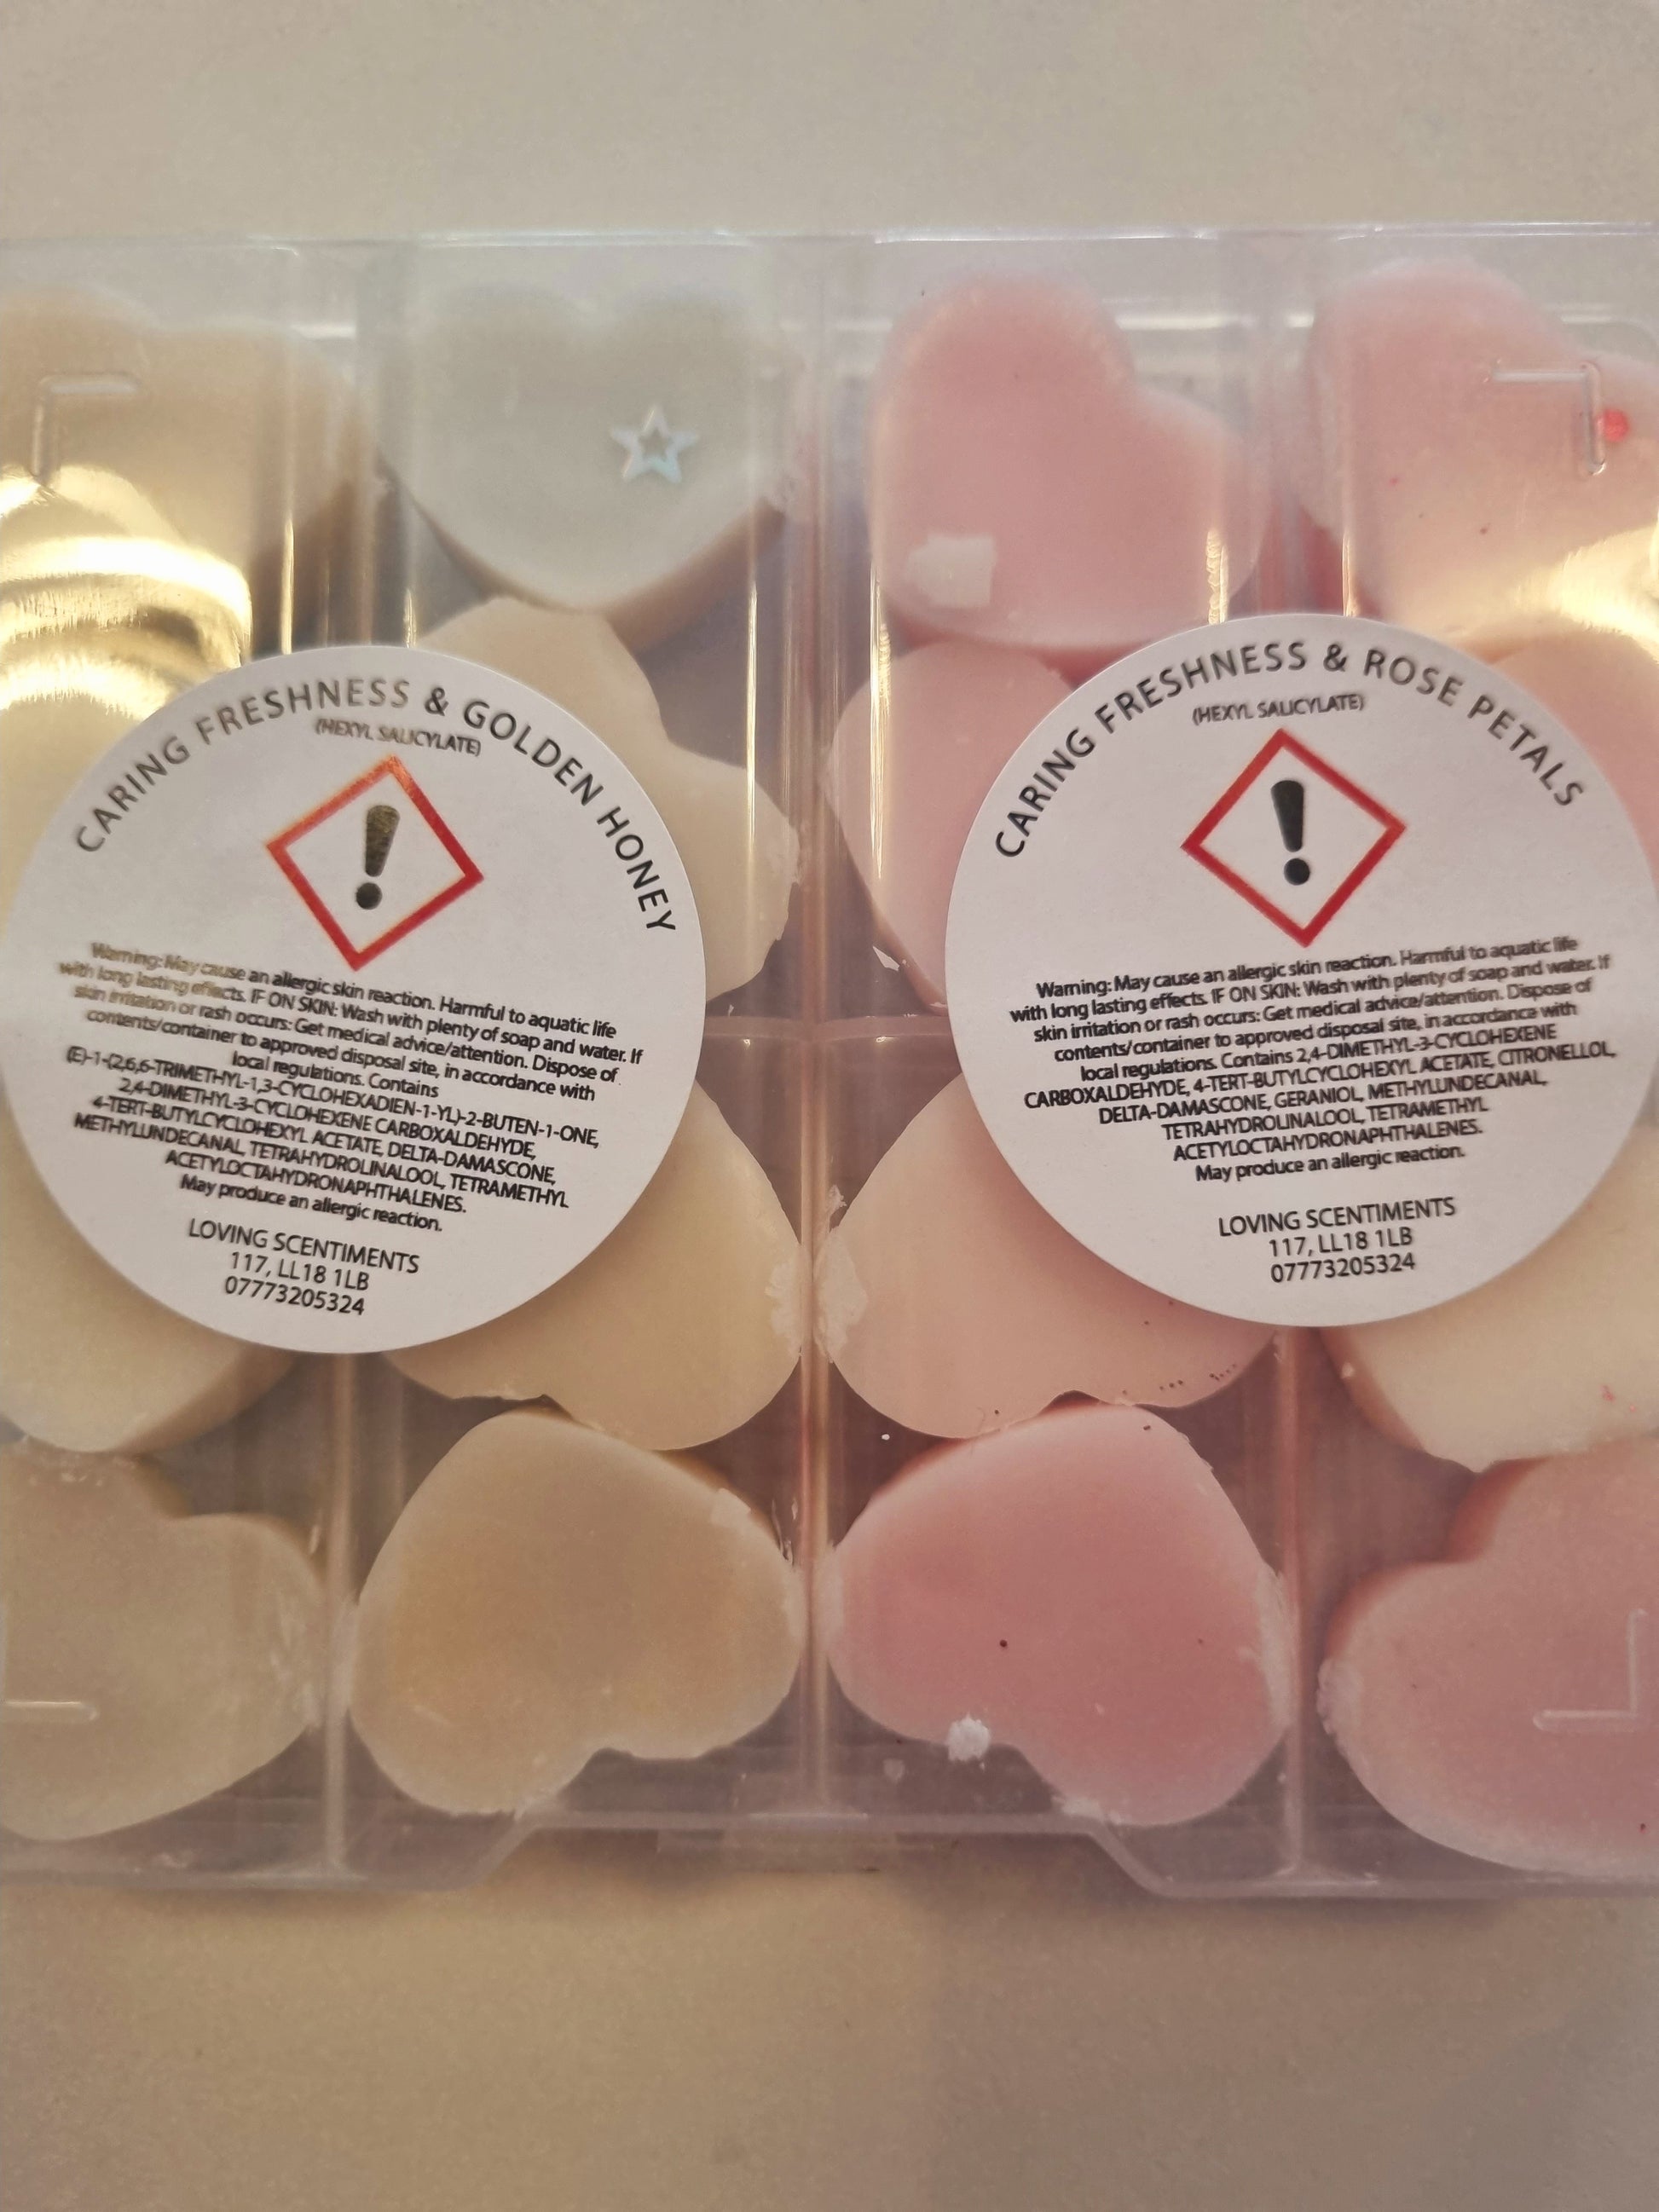 CARING FRESHNESS & GOLDEN HONEY
(HEXYL SALICYLATE)
Warning: May cause an allergic skin reaction. Harmful to aquatic life
with long lasting effects. IF ON SKIN: Wash with plenty of soap and water. If
skin irritation or rash occurs: Get medical advice/attention. Dispose of
contents/container to approved disposal site, in accordance with
local regulations. Contains
(E)-1-(2,6,6-TRIMETHYL-1,3-CYCLOHEXADIEN-1-YL)-2-BUTEN-1-ONE,
2,4-DIMETHYL-3-CYCLOHEXENE CARBOXALDEHYDE,
4-TERT-BUTYLCYCLOHEXYL ACETATE, DELTA-DAMASCONE,
METHYLUNDECANAL, TETRAHYDROLINALOOL, TETRAMETHYL
ACETYLOCTAHYDRONAPHTHALENES.
May produce an allergic reaction.
LOVING SCENTIMENTS
117, LL18 1LB
07773205324
CARING FRESHNESS & ROSE PETALS
(HEXYL SALICYLATE)
Warning: May cause an allergic skin reaction. Harmful to aquatic life
with long lasting effects. IF ON SKIN: Wash with plenty of soap and water. If
skin irritation or rash occurs: Get medical advice/attention. Dispose of
contents/container to approved disposal site, in accordance with
local regulations. Contains 2,4-DIMETHYL-3-CYCLOHEXENE
CARBOXALDEHYDE, 4-TERT-BUTYLCYCLOHEXYL ACETATE, CITRONELLOL,
DELTA-DAMASCONE, GERANIOL, METHYLUNDECANAL,
TETRAHYDROLINALOOL, TETRAMETHYL
ACETYLOCTAHYDRONAPHTHALENES.
May produce an allergic reaction.
LOVING SCENTIMENTS
117, LL18 1LB
07773205324